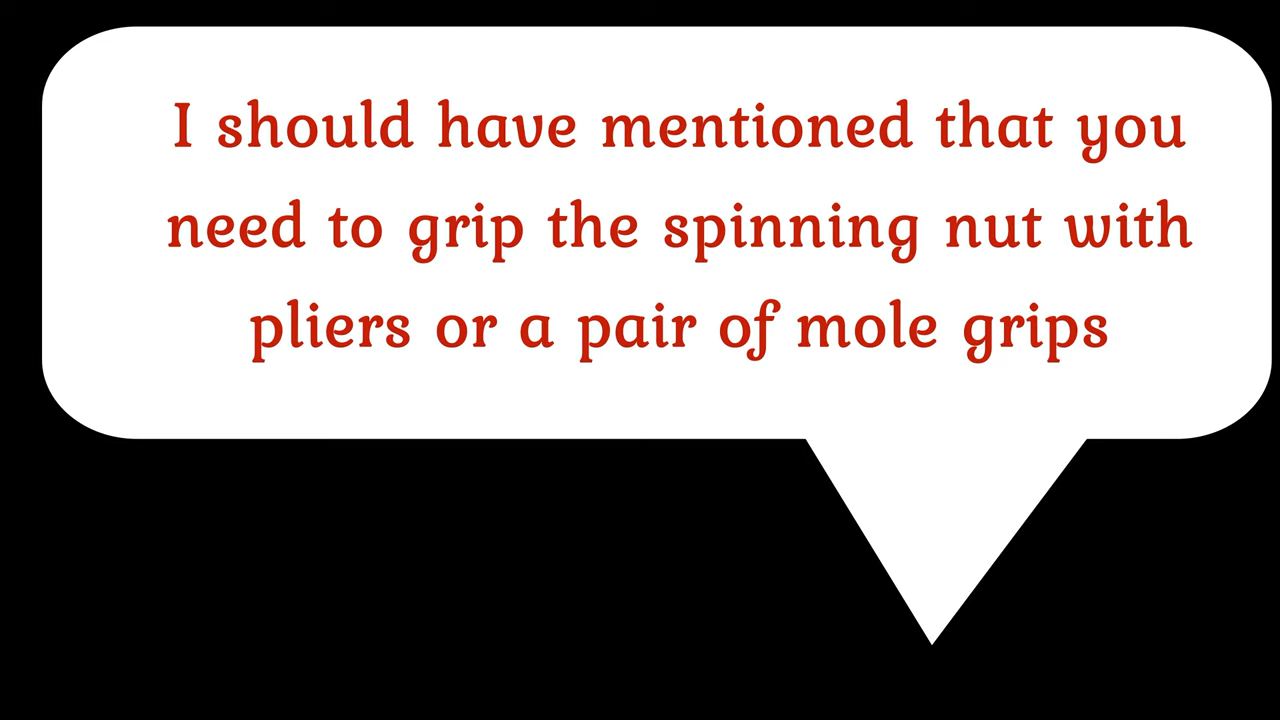 I should have mentioned that you
need to grip the spinning nut with
pliers or a pair of mole grips